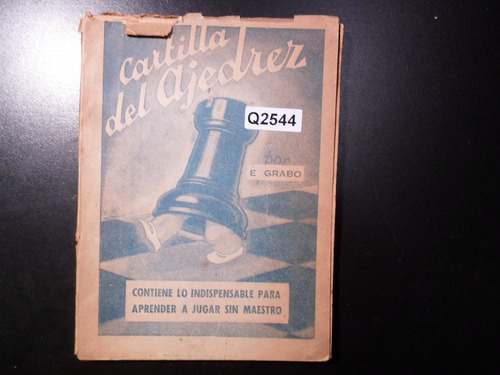 Cartilla
del Ajedrez
Q2544
por
E GRABO
CONTIENE LO INDISPENSABLE PARA
APRENDER A JUGAR SIN MAESTRO